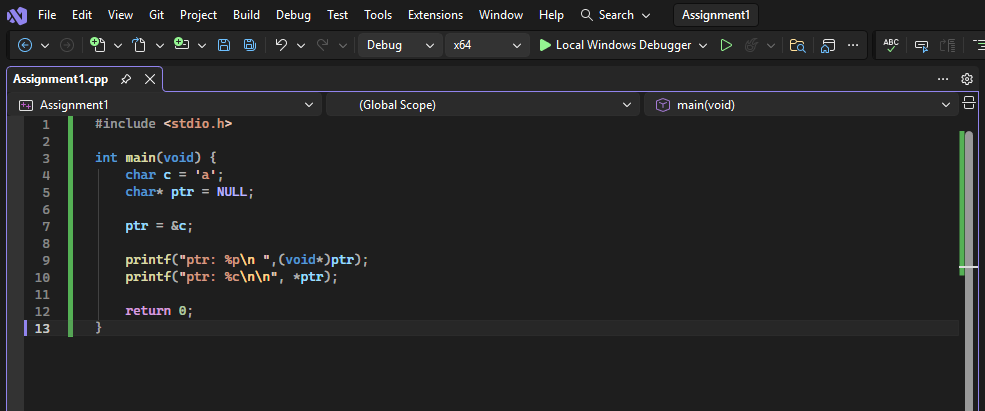 File Edit View Git Project Build Debug Test Tools Extensions Window Help Search Assignment1
Debug x64 Local Windows Debugger ABC
Assignment1.cpp
Assignment1 (Global Scope) main(void)
1 #include <stdio.h>
2
3 int main(void) {
4 char c = 'a';
5 char* ptr = NULL;
6
7 ptr = &c;
8
9 printf("ptr: %p\n ",(void*)ptr);
10 printf("ptr: %c\n\n", *ptr);
11
12 return 0;
13 }